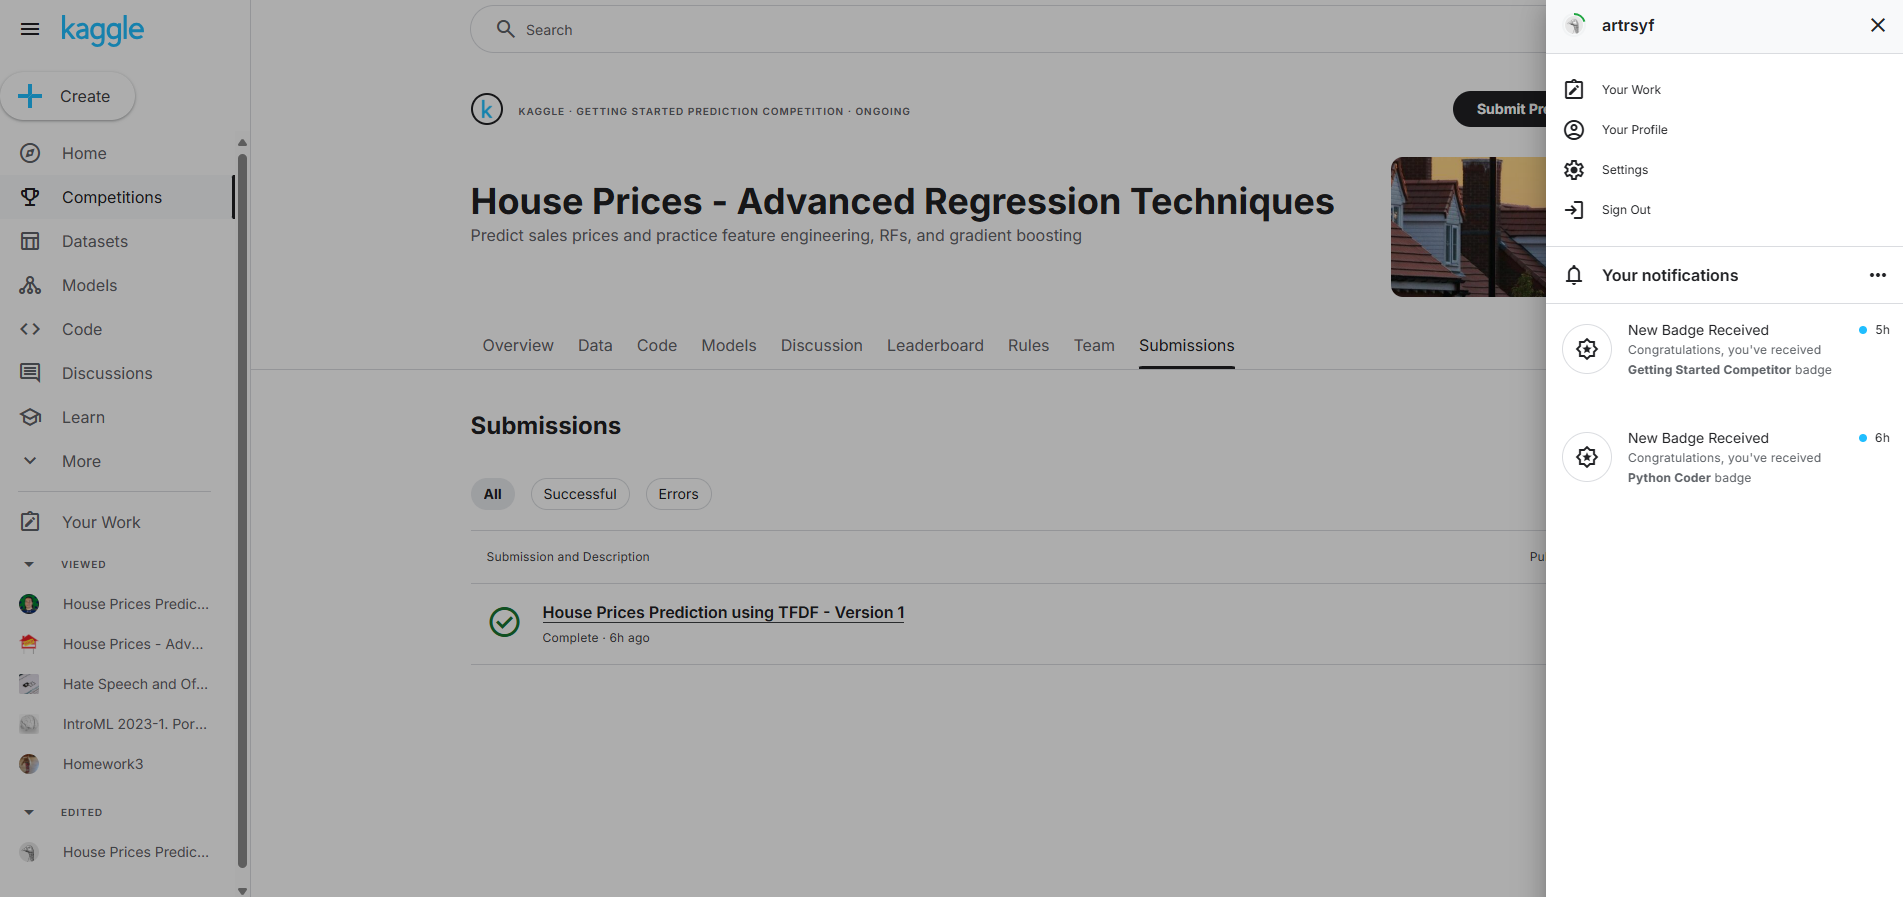 kaggle
Create
Home
Competitions
Datasets
Models
Code
Discussions
Learn
More
Your Work
VIEWED
House Prices Predic...
House Prices - Adv...
Hate Speech and Of...
IntroML 2023-1. Por...
Homework3
EDITED
House Prices Predic...
Search
k
KAGGLE · GETTING STARTED PREDICTION COMPETITION · ONGOING
Submit Pre
House Prices - Advanced Regression Techniques
Predict sales prices and practice feature engineering, RFs, and gradient boosting
Overview Data Code Models Discussion Leaderboard Rules Team Submissions
Submissions
All Successful Errors
Submission and Description Pu
House Prices Prediction using TFDF - Version 1
Complete · 6h ago
artrsyf
Your Work
Your Profile
Settings
Sign Out
Your notifications
New Badge Received 5h
Congratulations, you've received
Getting Started Competitor badge
New Badge Received 6h
Congratulations, you've received
Python Coder badge